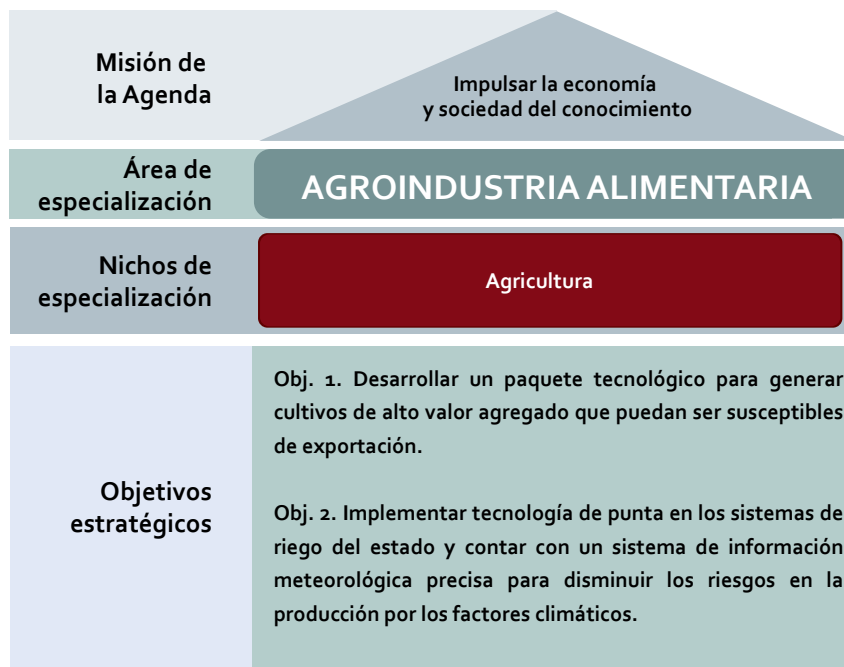 Misión de
la Agenda
Impulsar la economía
y sociedad del conocimiento
Área de
especialización
AGROINDUSTRIA ALIMENTARIA
Nichos de
especialización
Agricultura
Objetivos
estratégicos
Obj. 1. Desarrollar un paquete tecnológico para generar
cultivos de alto valor agregado que puedan ser susceptibles
de exportación.
Obj. 2. Implementar tecnología de punta en los sistemas de
riego del estado y contar con un sistema de información
meteorológica precisa para disminuir los riesgos en la
producción por los factores climáticos.